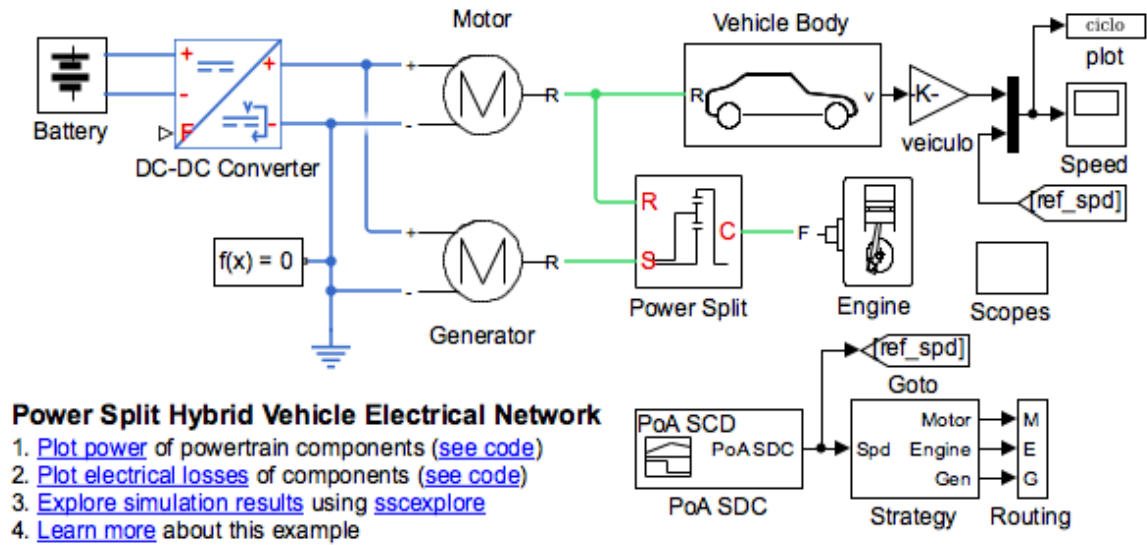 Motor
Vehicle Body
ciclo
plot
+
-
F
+
-
v
Battery
DC-DC Converter
+
-
M
R
R
v
-K-
veiculo
Speed
[ref_spd]
f(x) = 0
+
-
M
R
Generator
R
S
C
Power Split
F
Engine
Scopes
[ref_spd]
Goto
Power Split Hybrid Vehicle Electrical Network
1. Plot power of powertrain components (see code)
2. Plot electrical losses of components (see code)
3. Explore simulation results using sscexplore
4. Learn more about this example
PoA SCD
PoASDC
PoA SDC
Spd
Motor
Engine
Gen
Strategy
M
E
G
Routing